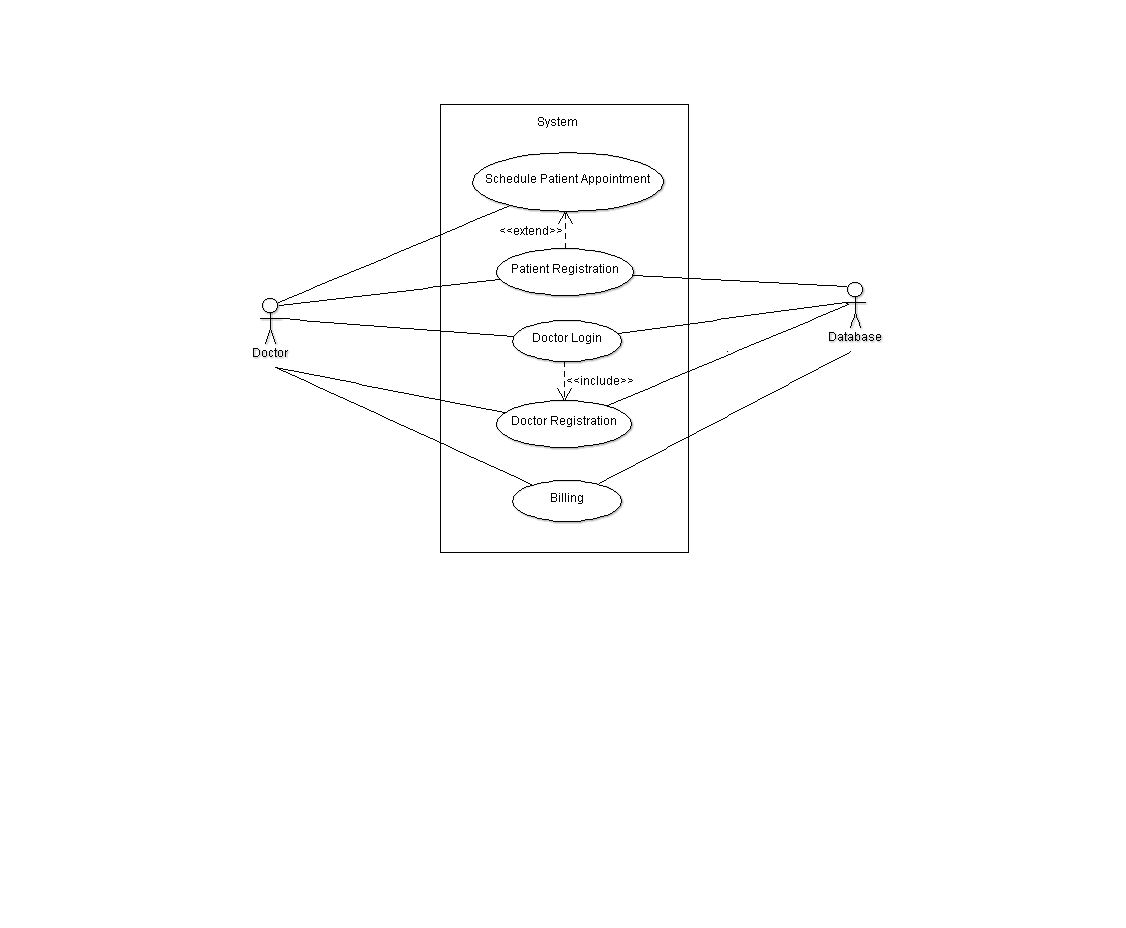 System
Schedule Patient Appointment
<<extend>>
Patient Registration
Doctor Login
Database
Doctor
<<include>>
Doctor Registration
Billing